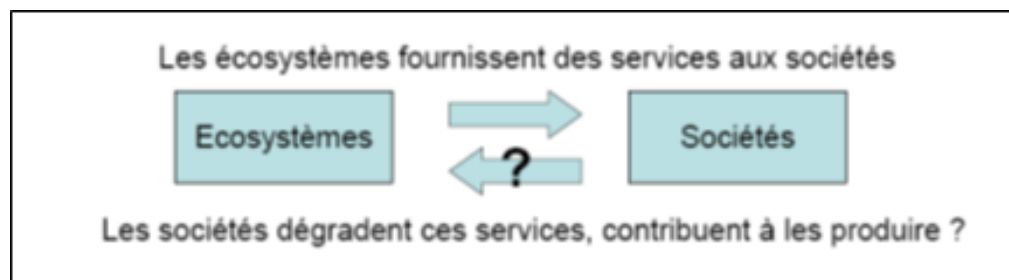 Les écosystèmes fournissent des services aux sociétés
Ecosystèmes
Sociétés
?
Les sociétés dégradent ces services, contribuent à les produire ?